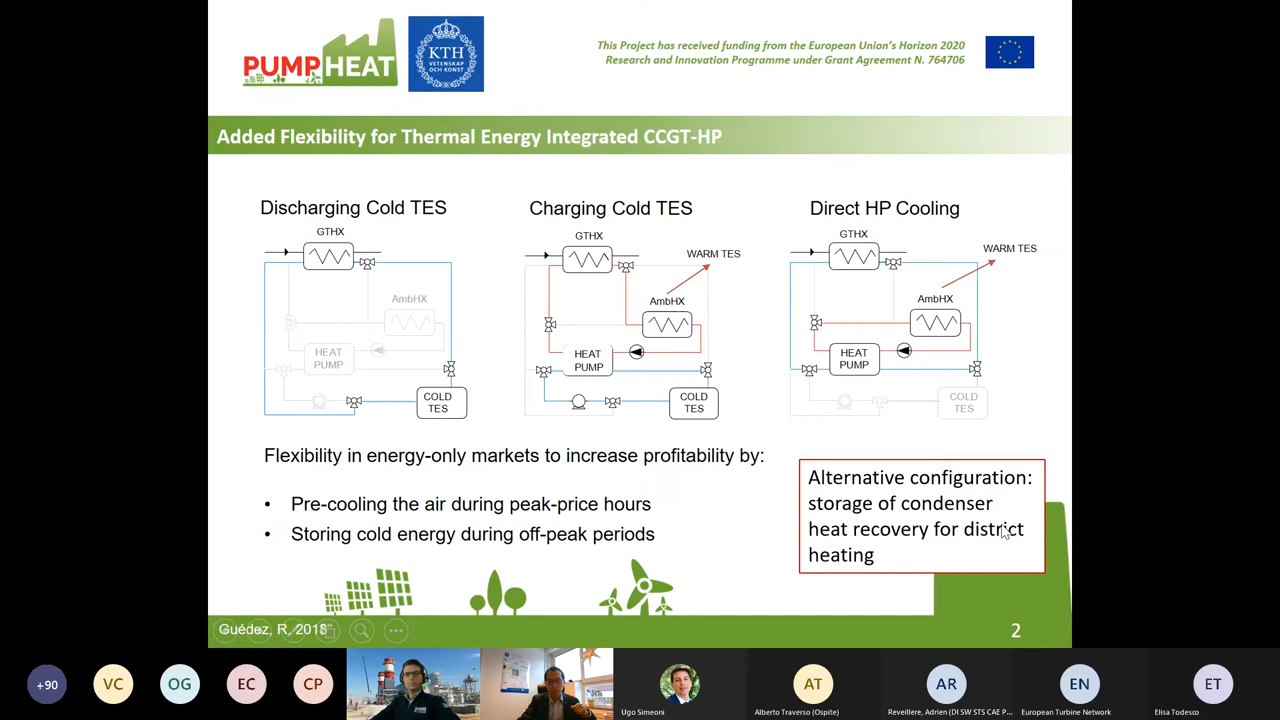 PUMPHEAT
KTH
VETENSKAP
OCH KONST
This Project has received funding from the European Union's Horizon 2020
Research and Innovation Programme under Grant Agreement N. 764706
Added Flexibility for Thermal Energy Integrated CCGT-HP
Discharging Cold TES
GTHX
AmbHX
HEAT
PUMP
COLD
TES
Charging Cold TES
GTHX
WARM TES
AmbHX
HEAT
PUMP
COLD
TES
Direct HP Cooling
GTHX
WARM TES
AmbHX
HEAT
PUMP
COLD
TES
Flexibility in energy-only markets to increase profitability by:
• Pre-cooling the air during peak-price hours
• Storing cold energy during off-peak periods
Alternative configuration:
storage of condenser
heat recovery for district
heating
Guédez, R, 2018
2
+90
VC
OG
EC
CP
Ugo Simeoni
AT
Alberto Traverso (Ospite)
AR
Reveillere, Adrien (DI SW STS CAE P...
EN
European Turbine Network
ET
Elisa Todesco